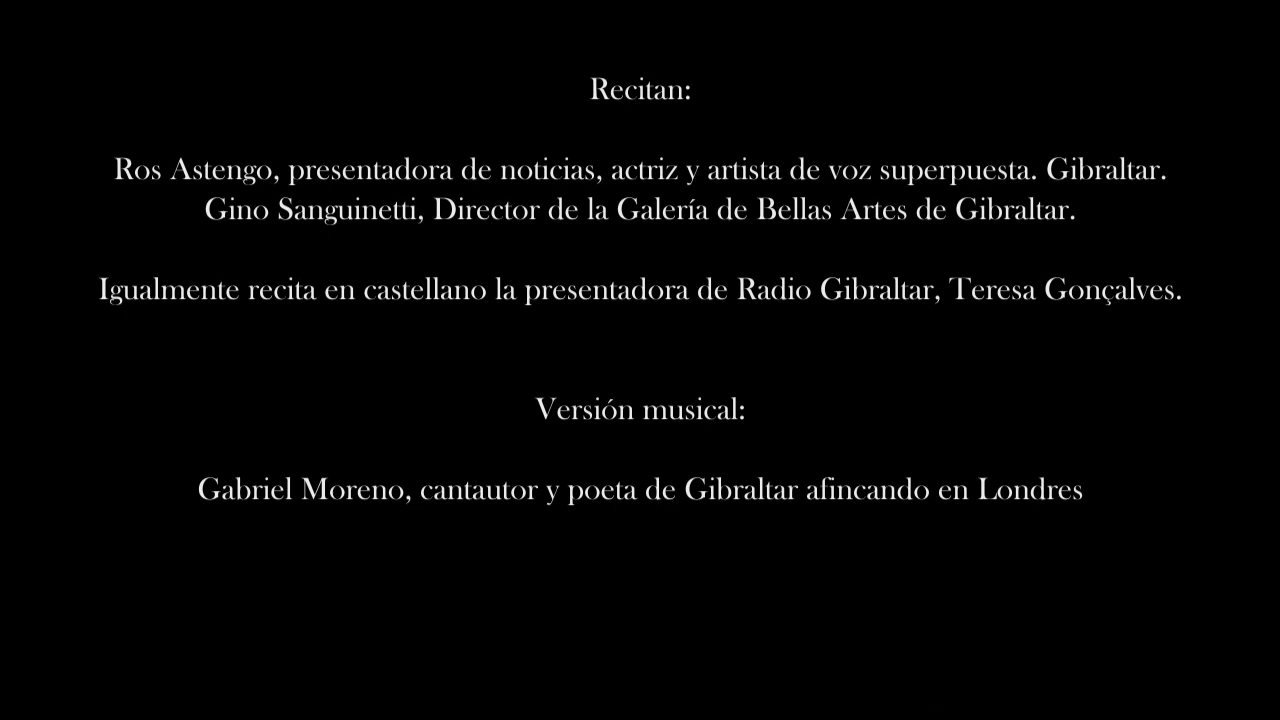 Recitan:
Ros Astengo, presentadora de noticias, actriz y artista de voz superpuesta. Gibraltar.
Gino Sanguinetti, Director de la Galería de Bellas Artes de Gibraltar.
Igualmente recita en castellano la presentadora de Radio Gibraltar, Teresa Gonçalves.
Versión musical:
Gabriel Moreno, cantautor y poeta de Gibraltar afincando en Londres